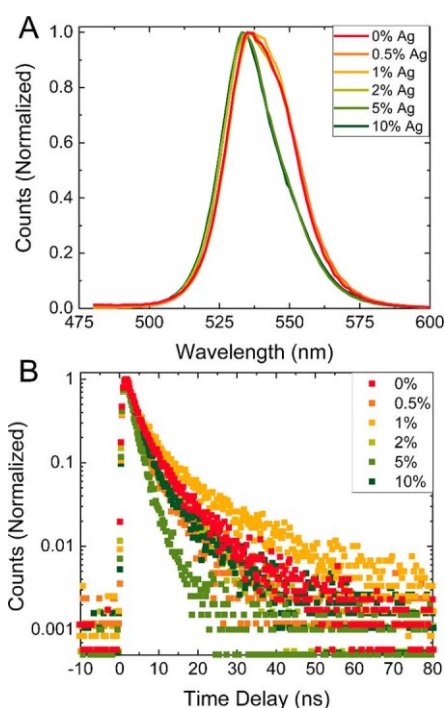 A
Counts (Normalized)
1.0
0.8
0.6
0.4
0.2
0.0
0% Ag
0.5% Ag
1% Ag
2% Ag
5% Ag
10% Ag
475 500 525 550 575 600
Wavelength (nm)
B
Counts (Normalized)
1
0.1
0.01
0.001
0%
0.5%
1%
2%
5%
10%
-10 0 10 20 30 40 50 60 70 80
Time Delay (ns)